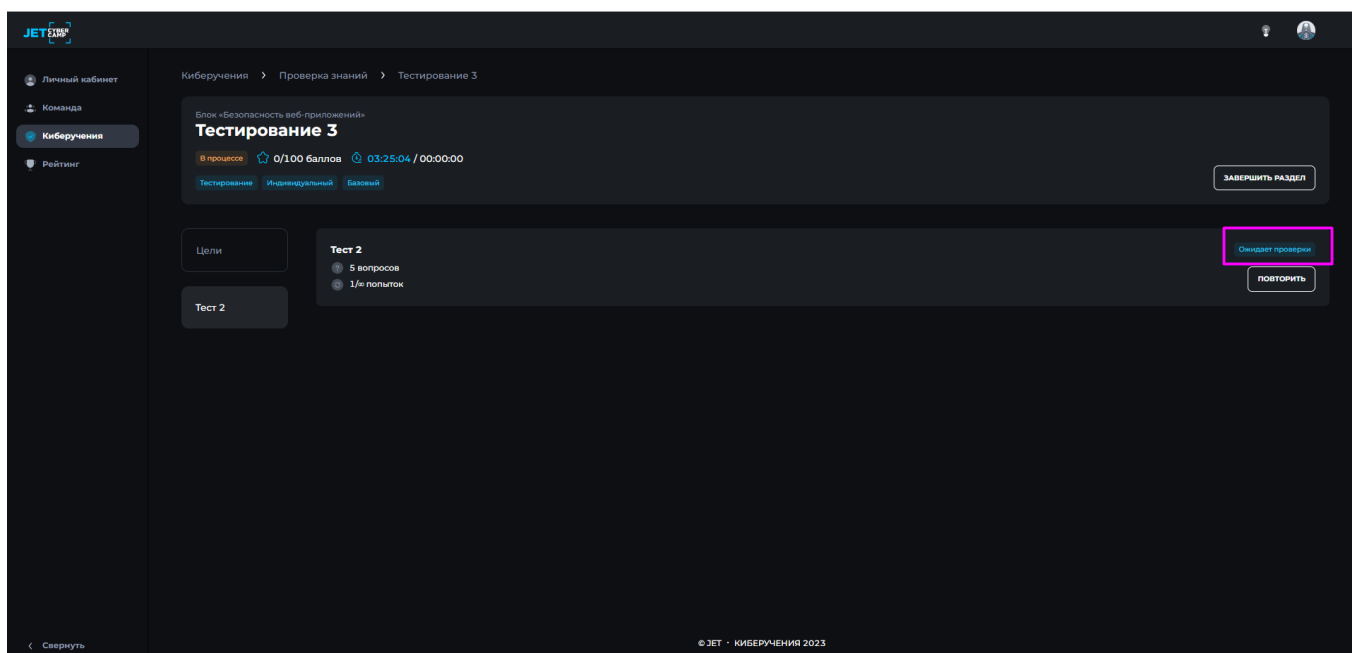 JET CYBER CAMP
Личный кабинет
Команда
Киберучения
Рейтинг
Киберучения > Проверка знаний > Тестирование 3
Блок «Безопасность веб-приложений»
Тестирование 3
В процессе 0/100 баллов 03:25:04 / 00:00:00
Тестирование Индивидуальный Базовый
ЗАВЕРШИТЬ РАЗДЕЛ
Цели
Тест 2
Тест 2
5 вопросов
1/∞ попыток
Ожидает проверки
ПОВТОРИТЬ
Свернуть
© JET · КИБЕРУЧЕНИЯ 2023